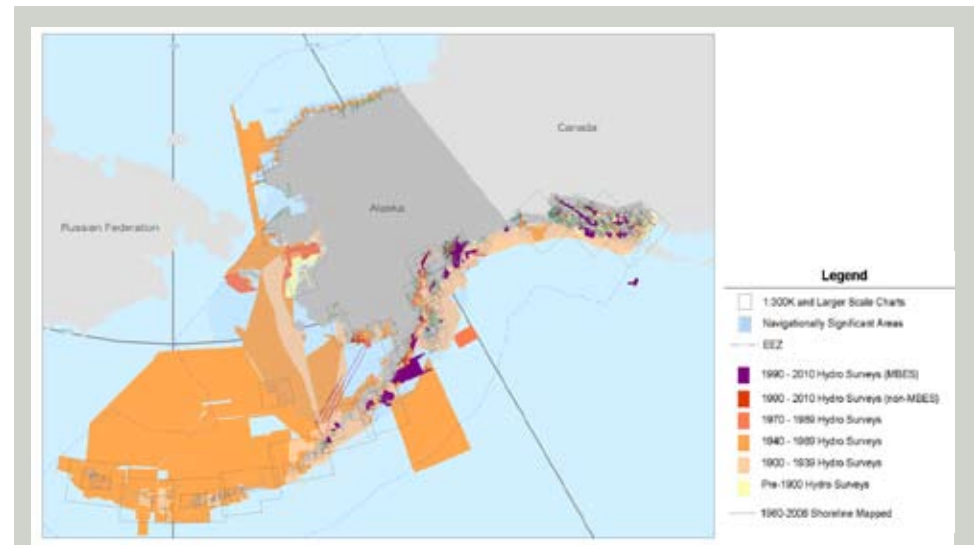 Canada
Alaska
Russian Federation
Legend
1:300K and Larger Scale Charts
Navigationally Significant Areas
EEZ
1990 - 2010 Hydro Surveys (MBES)
1990 - 2010 Hydro Surveys (non-MBES)
1970 - 1989 Hydro Surveys
1940 - 1969 Hydro Surveys
1900 - 1939 Hydro Surveys
Pre-1900 Hydro Surveys
Shoreline Mapped